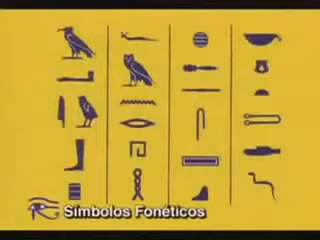 𓄿
𓂝
𓇋 𓅱
𓃀
𓊪
𓆑
𓅓
𓈖
𓂋
𓉔
𓎛
𓐍
𓄡
𓊃
𓋴
𓈙
𓈎
𓎡
𓎼
𓏏
𓍿
𓂧
𓆓
Símbolos Fonéticos